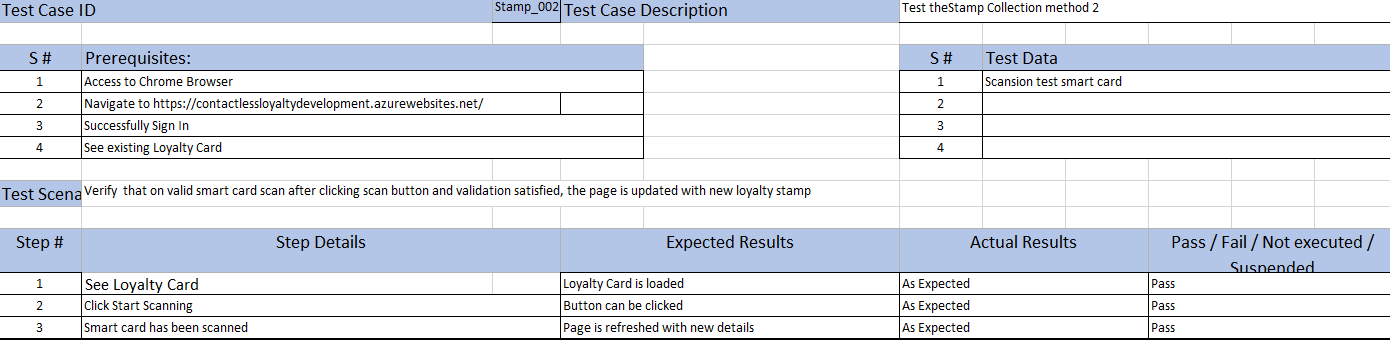 Test Case ID Stamp_002 Test Case Description Test theStamp Collection method 2
S # Prerequisites: S # Test Data
1 Access to Chrome Browser 1 Scansion test smart card
2 Navigate to https://contactlessloyaltydevelopment.azurewebsites.net/ 2
3 Successfully Sign In 3
4 See existing Loyalty Card 4
Test Scena Verify that on valid smart card scan after clicking scan button and validation satisfied, the page is updated with new loyalty stamp
Step # Step Details Expected Results Actual Results Pass / Fail / Not executed /
Suspended
1 See Loyalty Card Loyalty Card is loaded As Expected Pass
2 Click Start Scanning Button can be clicked As Expected Pass
3 Smart card has been scanned Page is refreshed with new details As Expected Pass